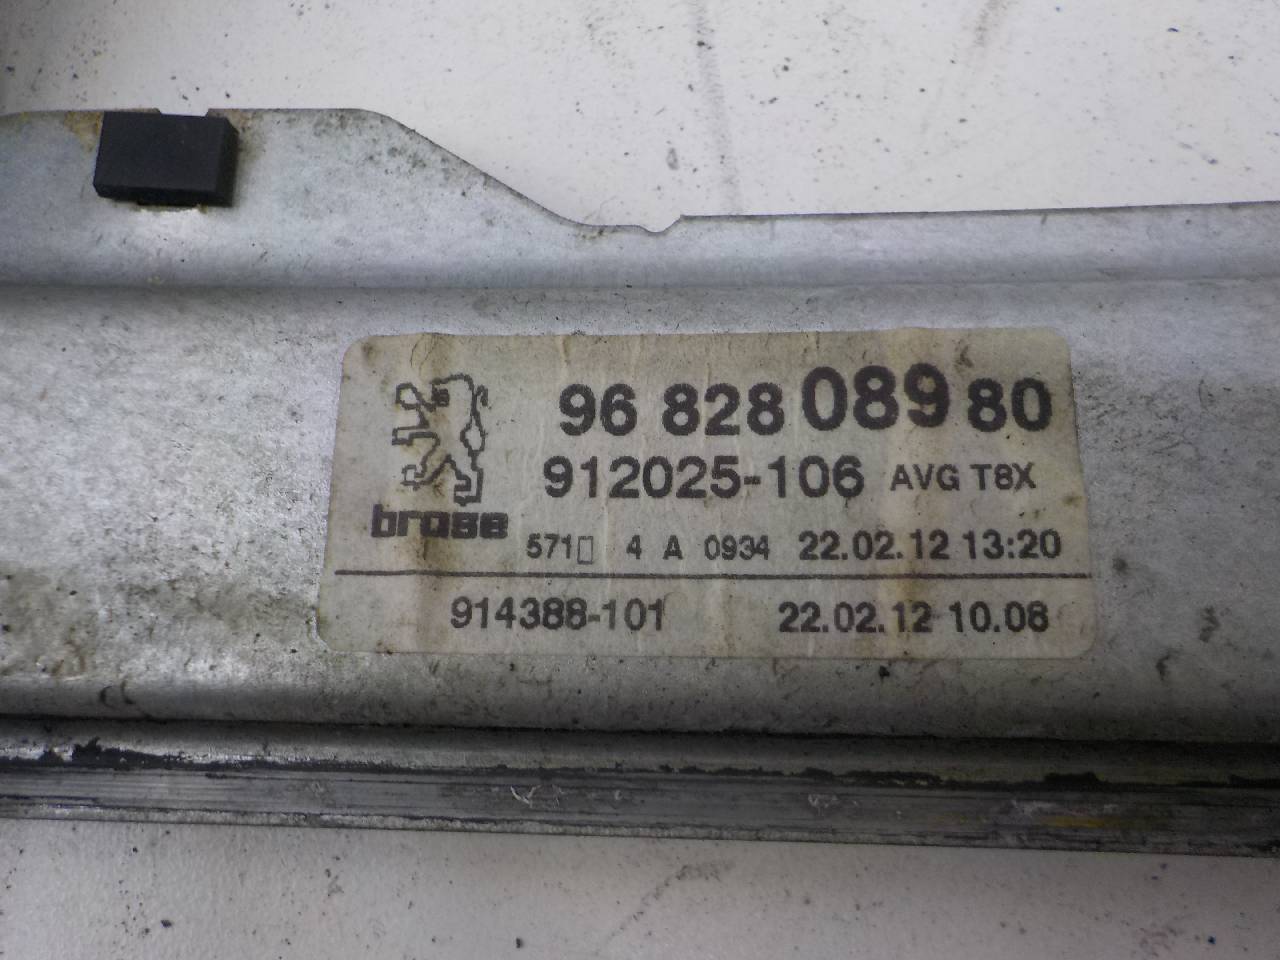 96 828 089 80
912025-106 AVG T8X
brose
571▯ 4 A 0934 22.02.12 13:20
914388-101 22.02.12 10.08